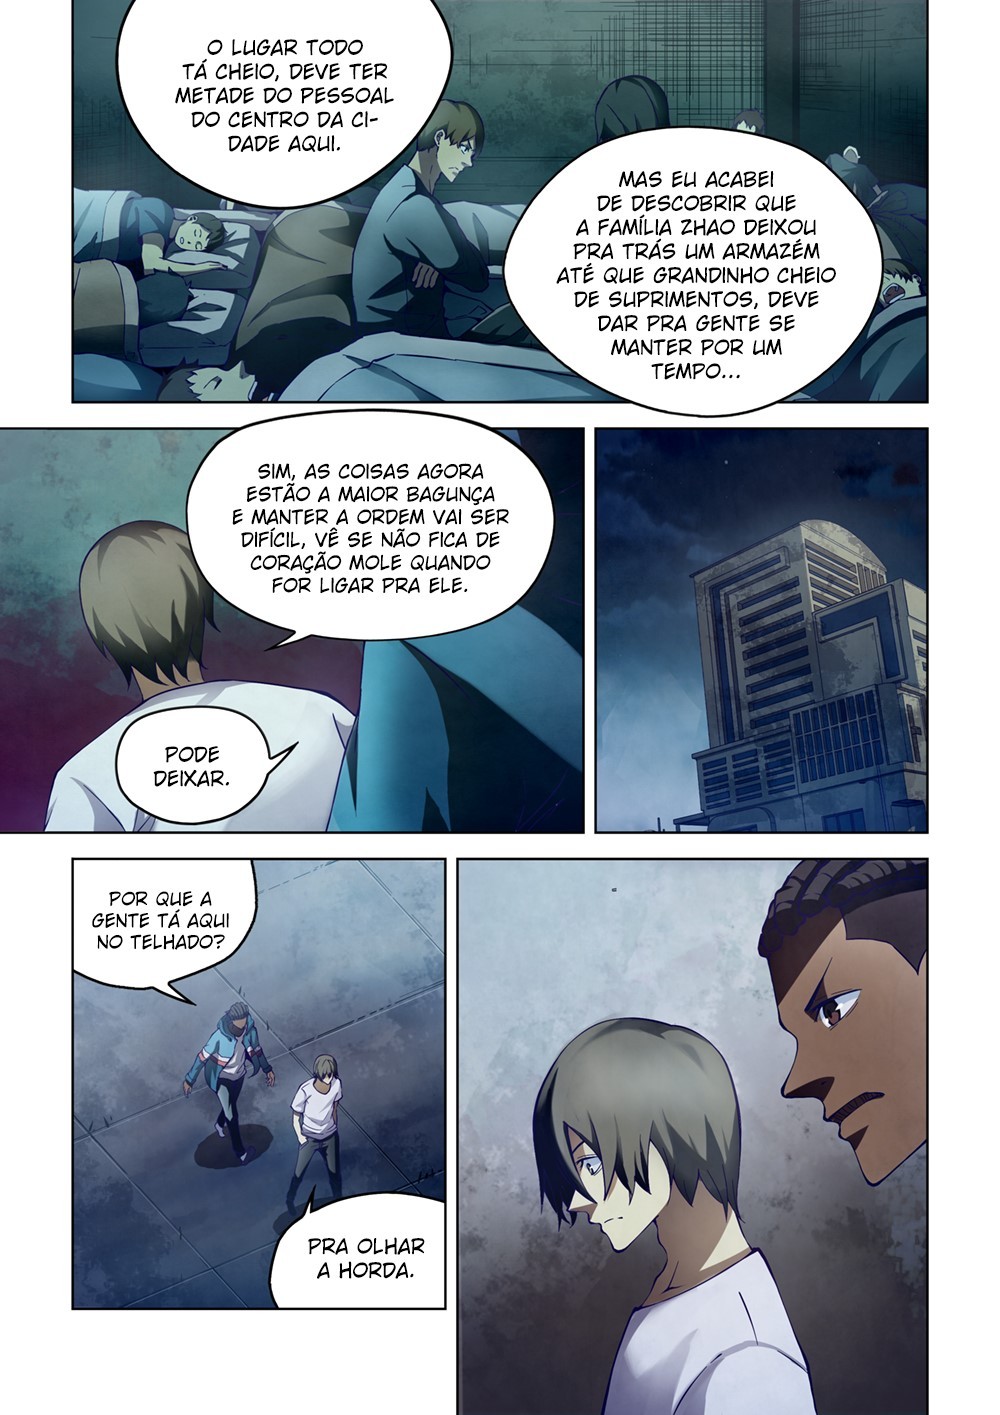 O LUGAR TODO
TÁ CHEIO, DEVE TER
METADE DO PESSOAL
DO CENTRO DA CI-
DADE AQUI.
MAS EU ACABEI
DE DESCOBRIR QUE
A FAMÍLIA ZHAO DEIXOU
PRA TRÁS UM ARMAZÉM
ATÉ QUE GRANDINHO CHEIO
DE SUPRIMENTOS, DEVE
DAR PRA GENTE SE
MANTER POR UM
TEMPO...
SIM, AS COISAS AGORA
ESTÃO A MAIOR BAGUNÇA
E MANTER A ORDEM VAI SER
DIFÍCIL, VÊ SE NÃO FICA DE
CORAÇÃO MOLE QUANDO
FOR LIGAR PRA ELE.
PODE
DEIXAR.
POR QUE A
GENTE TÁ AQUI
NO TELHADO?
PRA OLHAR
A HORDA.